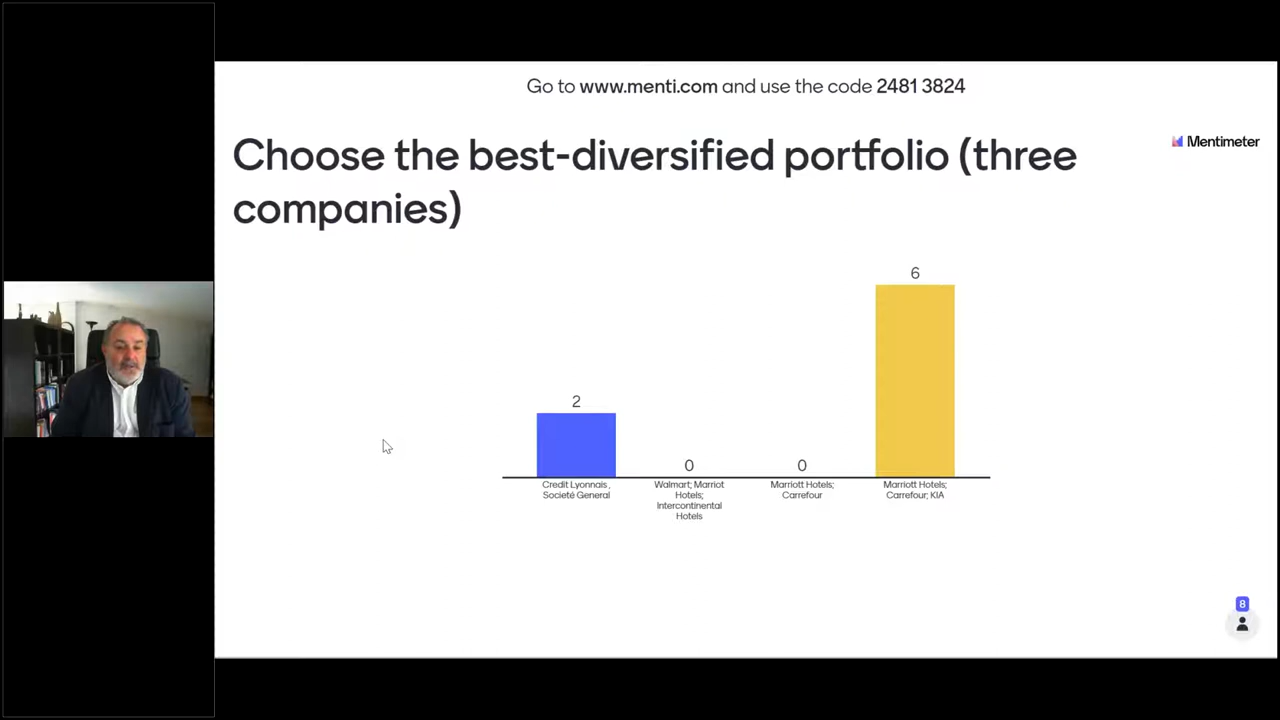 Go to www.menti.com and use the code 2481 3824
Mentimeter
Choose the best-diversified portfolio (three
companies)
2
0
0
6
Credit Lyonnais ,
Societé General
Walmart; Marriot
Hotels;
Intercontinental
Hotels
Marriott Hotels;
Carrefour
Marriott Hotels;
Carrefour; KIA
8